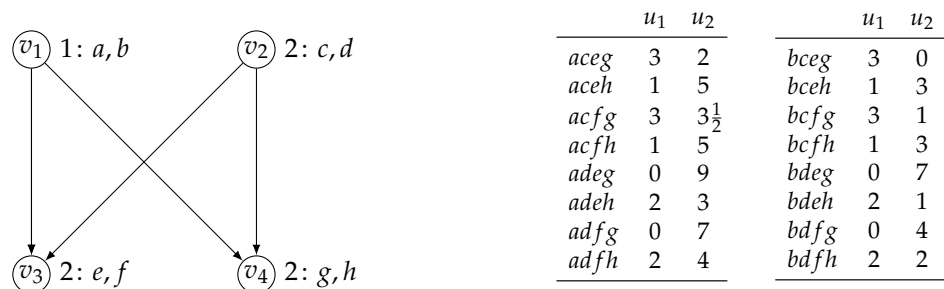 v₁ 1: a, b
v₂ 2: c, d
v₃ 2: e, f
v₄ 2: g, h
u₁ u₂
aceg 3 2
aceh 1 5
acfg 3 3½
acfh 1 5
adeg 0 9
adeh 2 3
adfg 0 7
adfh 2 4
u₁ u₂
bceg 3 0
bceh 1 3
bcfg 3 1
bcfh 1 3
bdeg 0 7
bdeh 2 1
bdfg 0 4
bdfh 2 2